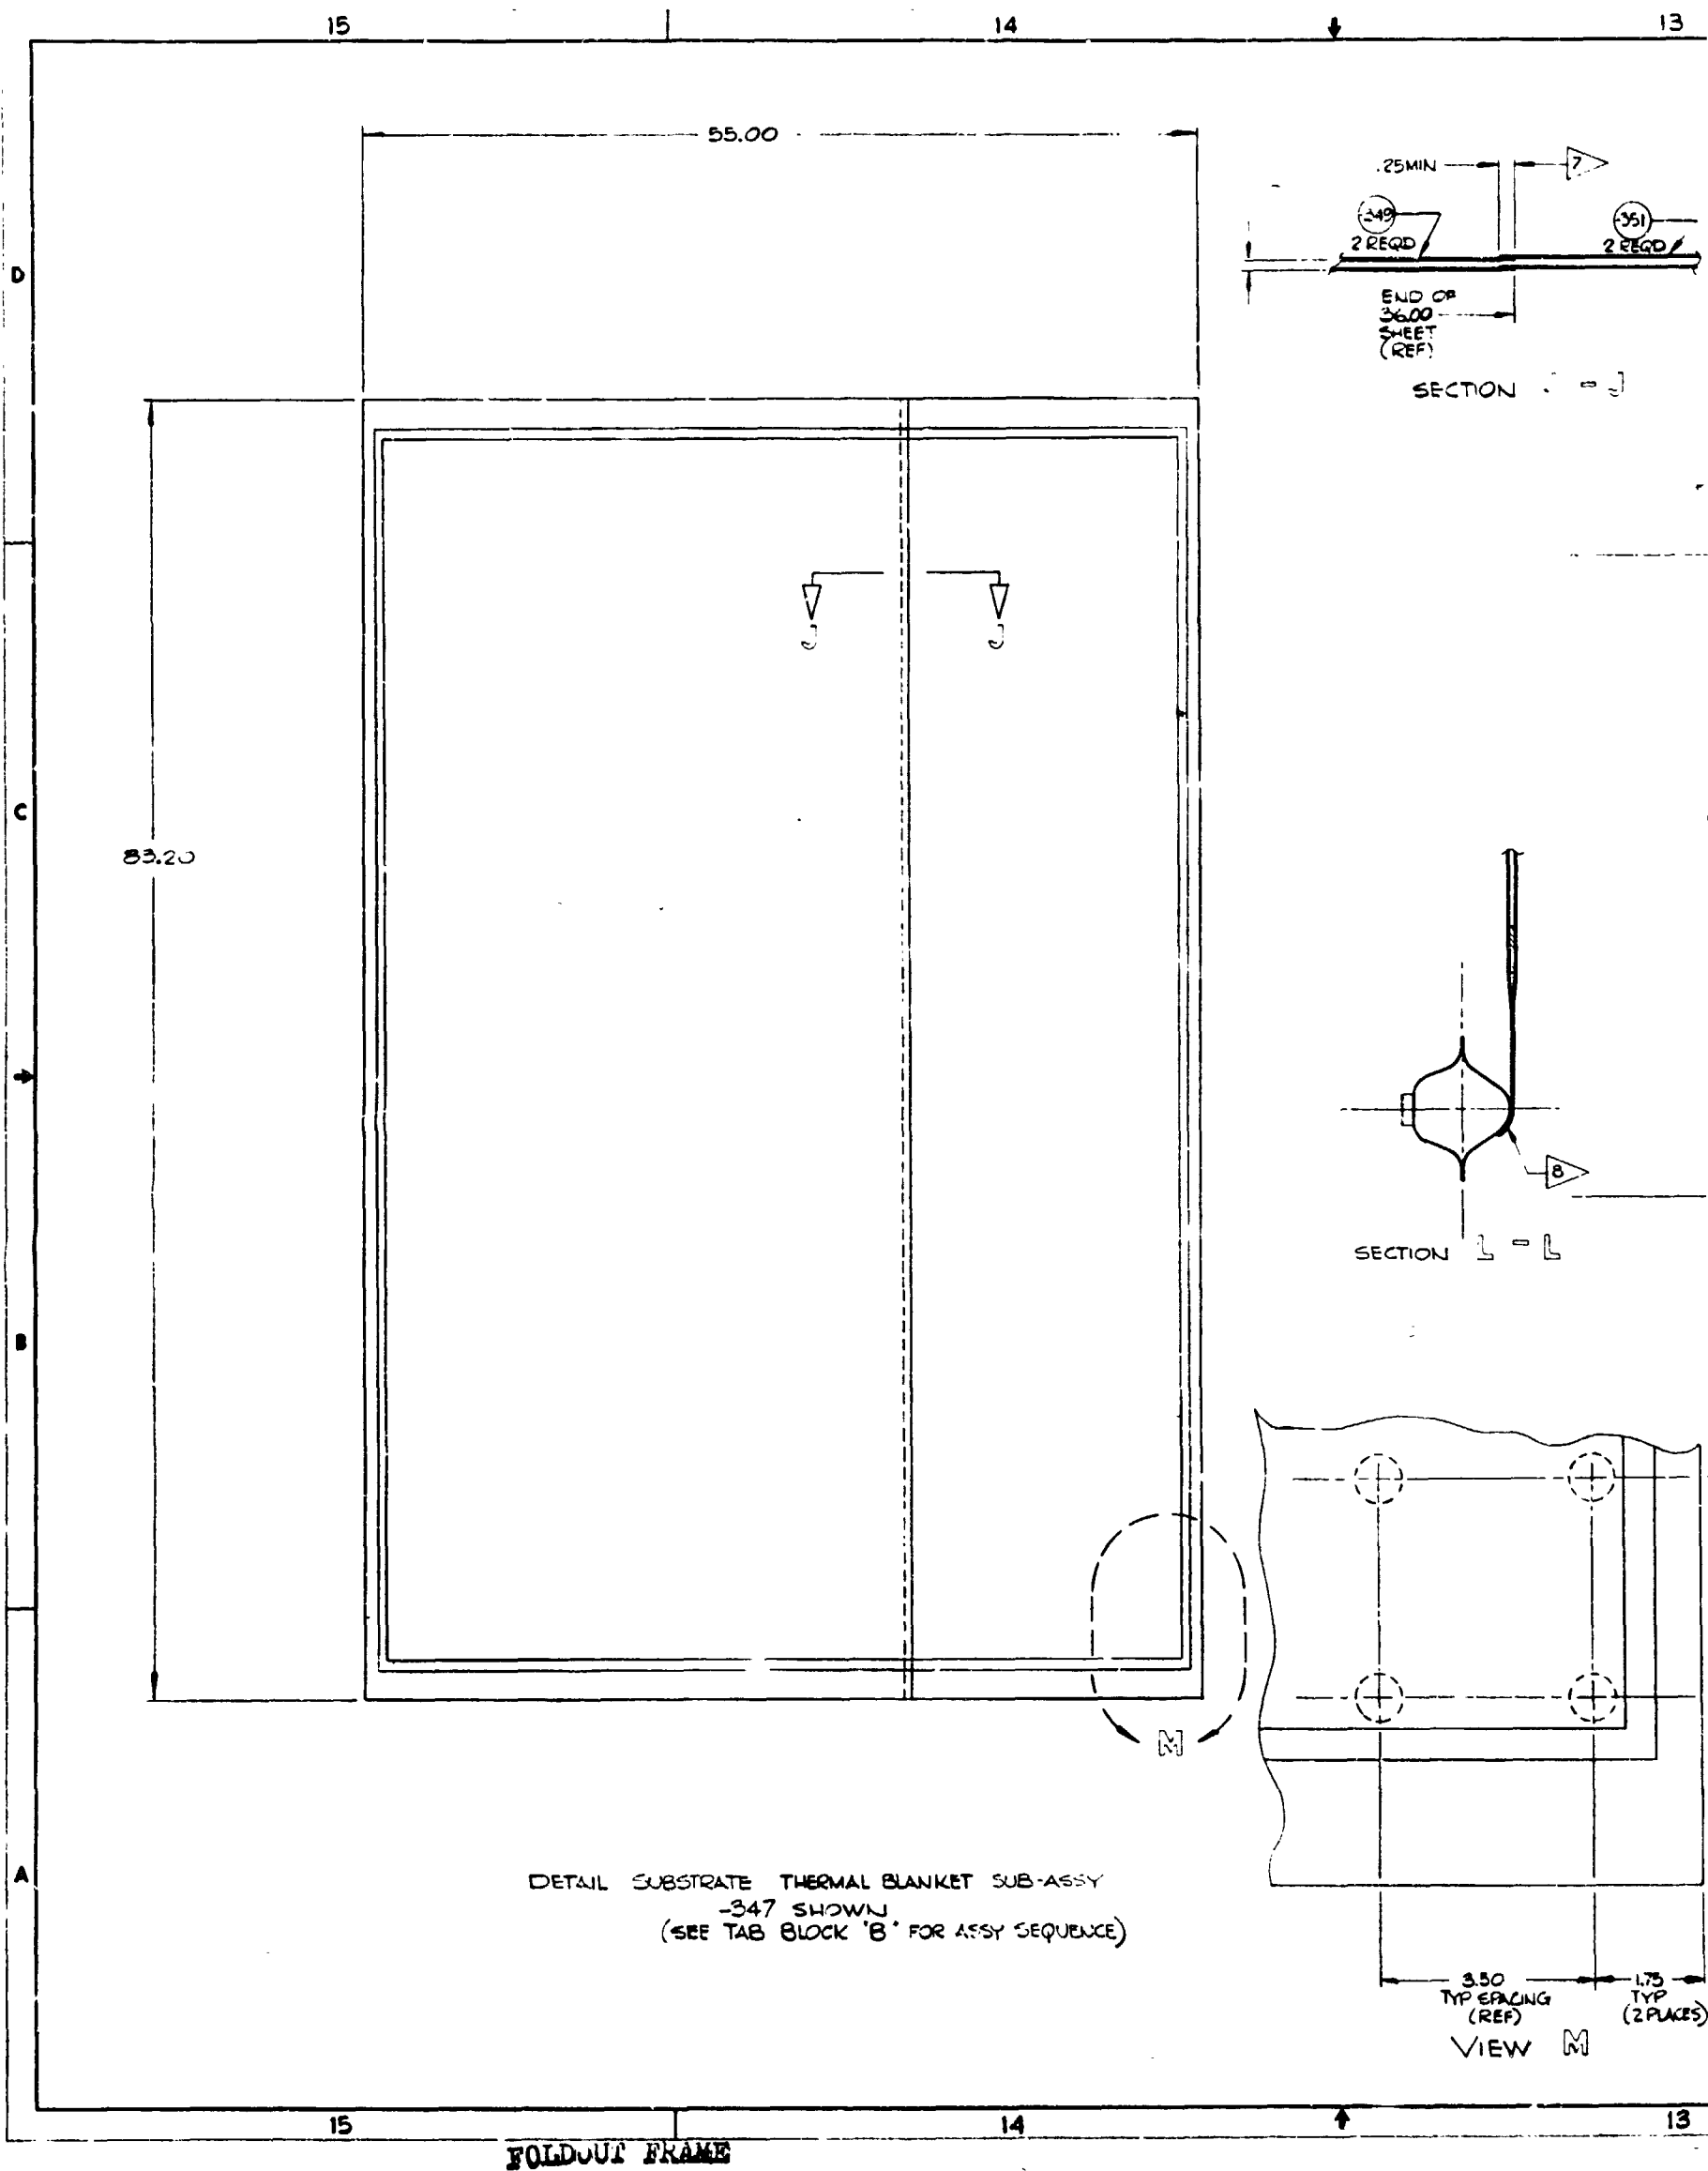 15
14
13
55.00
.25MIN
7
-349
2 REQD
-351
2 REQD
END OF
36.00
SHEET
(REF)
SECTION J - J
D
J
J
C
83.20
8
SECTION L - L
B
M
A
DETAIL SUBSTRATE THERMAL BLANKET SUB-ASSY
-347 SHOWN
(SEE TAB BLOCK "B" FOR ASSY SEQUENCE)
3.50
TYP SPACING
(REF)
1.75
TYP
(2 PLACES)
VIEW M
15
14
13
FOLDOUT FRAME